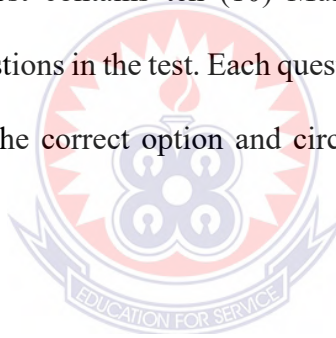 stions in the test. Each ques
he correct option and circ
EDUCATION FOR SERVICE